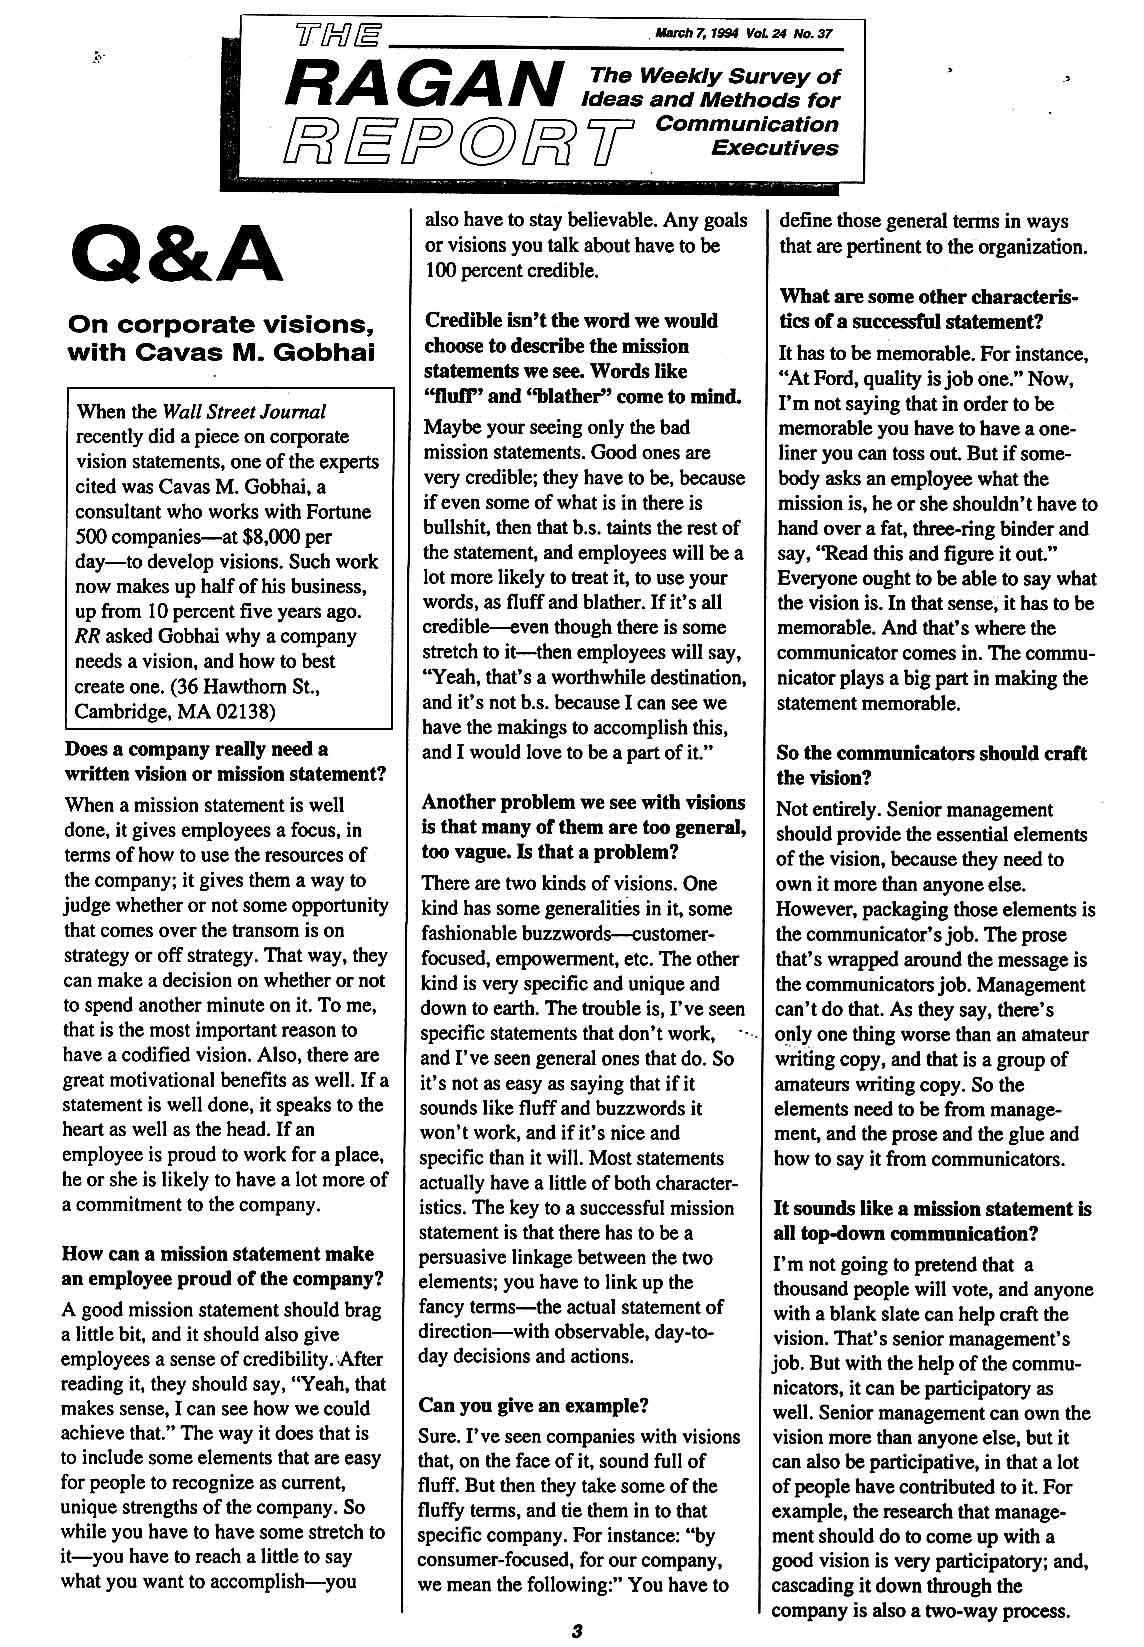 THE
March 7, 1994 Vol. 24 No. 37
RAGAN
REPORT
The Weekly Survey of
Ideas and Methods for
Communication
Executives
Q&A
On corporate visions,
with Cavas M. Gobhai
When the Wall Street Journal
recently did a piece on corporate
vision statements, one of the experts
cited was Cavas M. Gobhai, a
consultant who works with Fortune
500 companies—at $8,000 per
day—to develop visions. Such work
now makes up half of his business,
up from 10 percent five years ago.
RR asked Gobhai why a company
needs a vision, and how to best
create one. (36 Hawthorn St.,
Cambridge, MA 02138)
Does a company really need a
written vision or mission statement?
When a mission statement is well
done, it gives employees a focus, in
terms of how to use the resources of
the company; it gives them a way to
judge whether or not some opportunity
that comes over the transom is on
strategy or off strategy. That way, they
can make a decision on whether or not
to spend another minute on it. To me,
that is the most important reason to
have a codified vision. Also, there are
great motivational benefits as well. If a
statement is well done, it speaks to the
heart as well as the head. If an
employee is proud to work for a place,
he or she is likely to have a lot more of
a commitment to the company.
How can a mission statement make
an employee proud of the company?
A good mission statement should brag
a little bit, and it should also give
employees a sense of credibility. After
reading it, they should say, “Yeah, that
makes sense, I can see how we could
achieve that.” The way it does that is
to include some elements that are easy
for people to recognize as current,
unique strengths of the company. So
while you have to have some stretch to
it—you have to reach a little to say
what you want to accomplish—you
also have to stay believable. Any goals
or visions you talk about have to be
100 percent credible.
Credible isn't the word we would
choose to describe the mission
statements we see. Words like
“fluff” and “blather” come to mind.
Maybe your seeing only the bad
mission statements. Good ones are
very credible; they have to be, because
if even some of what is in there is
bullshit, then that b.s. taints the rest of
the statement, and employees will be a
lot more likely to treat it, to use your
words, as fluff and blather. If it's all
credible—even though there is some
stretch to it—then employees will say,
“Yeah, that's a worthwhile destination,
and it's not b.s. because I can see we
have the makings to accomplish this,
and I would love to be a part of it.”
Another problem we see with visions
is that many of them are too general,
too vague. Is that a problem?
There are two kinds of visions. One
kind has some generalities in it, some
fashionable buzzwords—customer-
focused, empowerment, etc. The other
kind is very specific and unique and
down to earth. The trouble is, I've seen
specific statements that don't work,
and I've seen general ones that do. So
it's not as easy as saying that if it
sounds like fluff and buzzwords it
won't work, and if it's nice and
specific than it will. Most statements
actually have a little of both character-
istics. The key to a successful mission
statement is that there has to be a
persuasive linkage between the two
elements; you have to link up the
fancy terms—the actual statement of
direction—with observable, day-to-
day decisions and actions.
Can you give an example?
Sure. I've seen companies with visions
that, on the face of it, sound full of
fluff. But then they take some of the
fluffy terms, and tie them in to that
specific company. For instance: “by
consumer-focused, for our company,
we mean the following:” You have to
define those general terms in ways
that are pertinent to the organization.
What are some other characteris-
tics of a successful statement?
It has to be memorable. For instance,
“At Ford, quality is job one.” Now,
I'm not saying that in order to be
memorable you have to have a one-
liner you can toss out. But if some-
body asks an employee what the
mission is, he or she shouldn't have to
hand over a fat, three-ring binder and
say, “Read this and figure it out.”
Everyone ought to be able to say what
the vision is. In that sense, it has to be
memorable. And that's where the
communicator comes in. The commu-
nicator plays a big part in making the
statement memorable.
So the communicators should craft
the vision?
Not entirely. Senior management
should provide the essential elements
of the vision, because they need to
own it more than anyone else.
However, packaging those elements is
the communicator's job. The prose
that's wrapped around the message is
the communicators job. Management
can't do that. As they say, there's
only one thing worse than an amateur
writing copy, and that is a group of
amateurs writing copy. So the
elements need to be from manage-
ment, and the prose and the glue and
how to say it from communicators.
It sounds like a mission statement is
all top-down communication?
I'm not going to pretend that a
thousand people will vote, and anyone
with a blank slate can help craft the
vision. That's senior management's
job. But with the help of the commu-
nicators, it can be participatory as
well. Senior management can own the
vision more than anyone else, but it
can also be participative, in that a lot
of people have contributed to it. For
example, the research that manage-
ment should do to come up with a
good vision is very participatory; and,
cascading it down through the
company is also a two-way process.
3